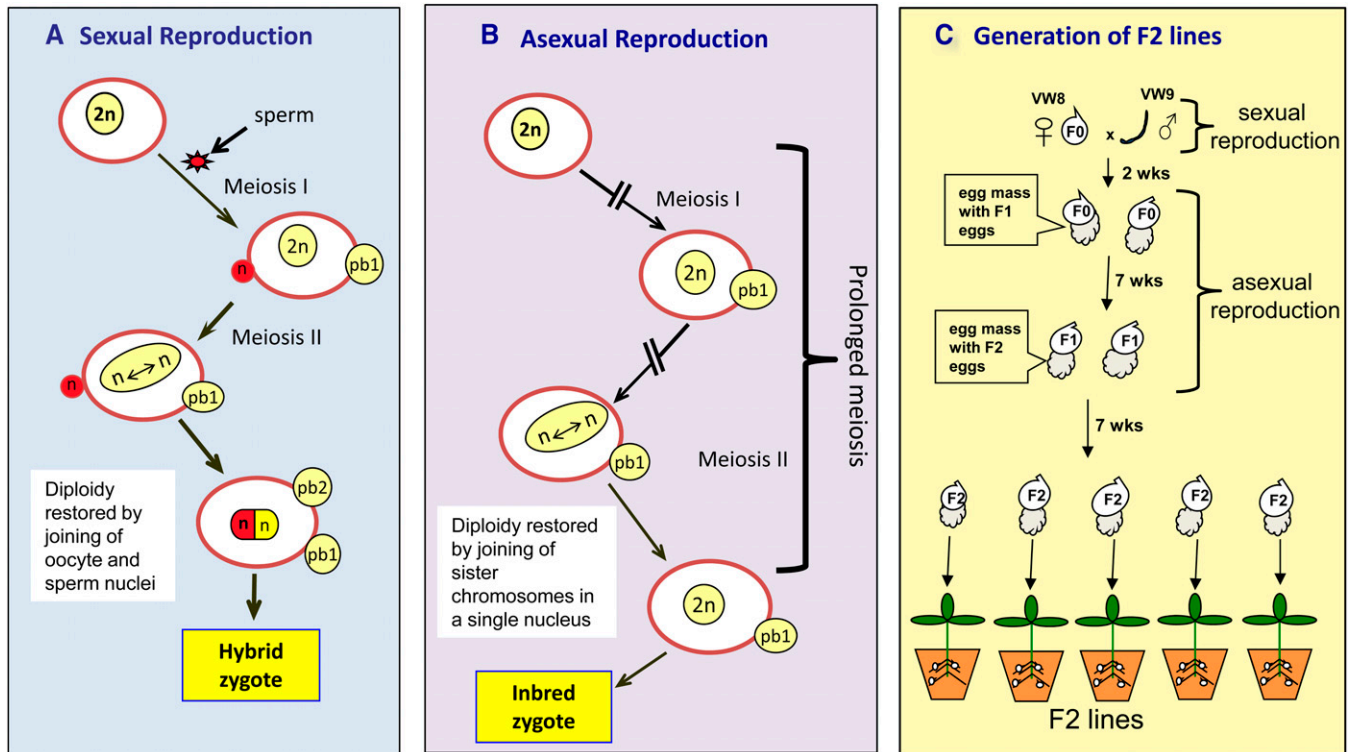 A Sexual Reproduction
2n
sperm
Meiosis I
2n
n
pb1
Meiosis II
n ↔ n
n
pb1
Diploidy
restored by
joining of
oocyte and
sperm nuclei
pb2
n n
pb1
Hybrid
zygote
B Asexual Reproduction
2n
Meiosis I
2n
pb1
n ↔ n
pb1
Meiosis II
Prolonged meiosis
Diploidy restored
by joining of
sister
chromosomes in
a single nucleus
2n
pb1
Inbred
zygote
C Generation of F2 lines
VW8
VW9
♀ F0 x ♂
sexual
reproduction
2 wks
egg mass
with F1
eggs
F0 F0
7 wks
asexual
reproduction
egg mass
with F2
eggs
F1 F1
7 wks
F2 F2 F2 F2 F2
F2 lines